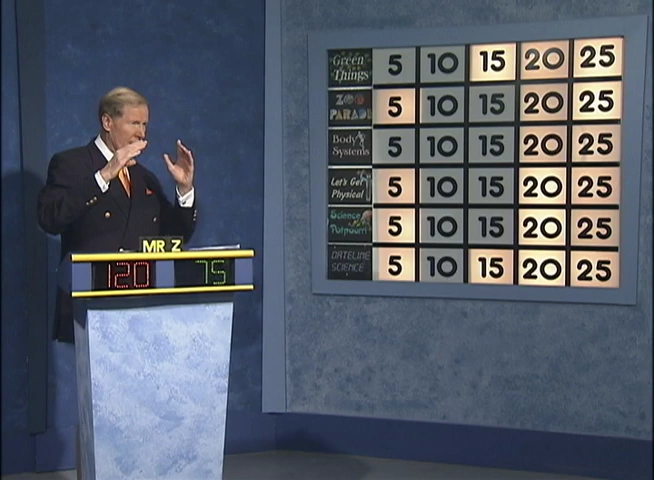 Green Things 5 10 15 20 25
ZOO PARADE 5 10 15 20 25
Body Systems 5 10 15 20 25
Let's Get Physical 5 10 15 20 25
Science Potpourri 5 10 15 20 25
DATELINE SCIENCE 5 10 15 20 25
MR Z
120 75